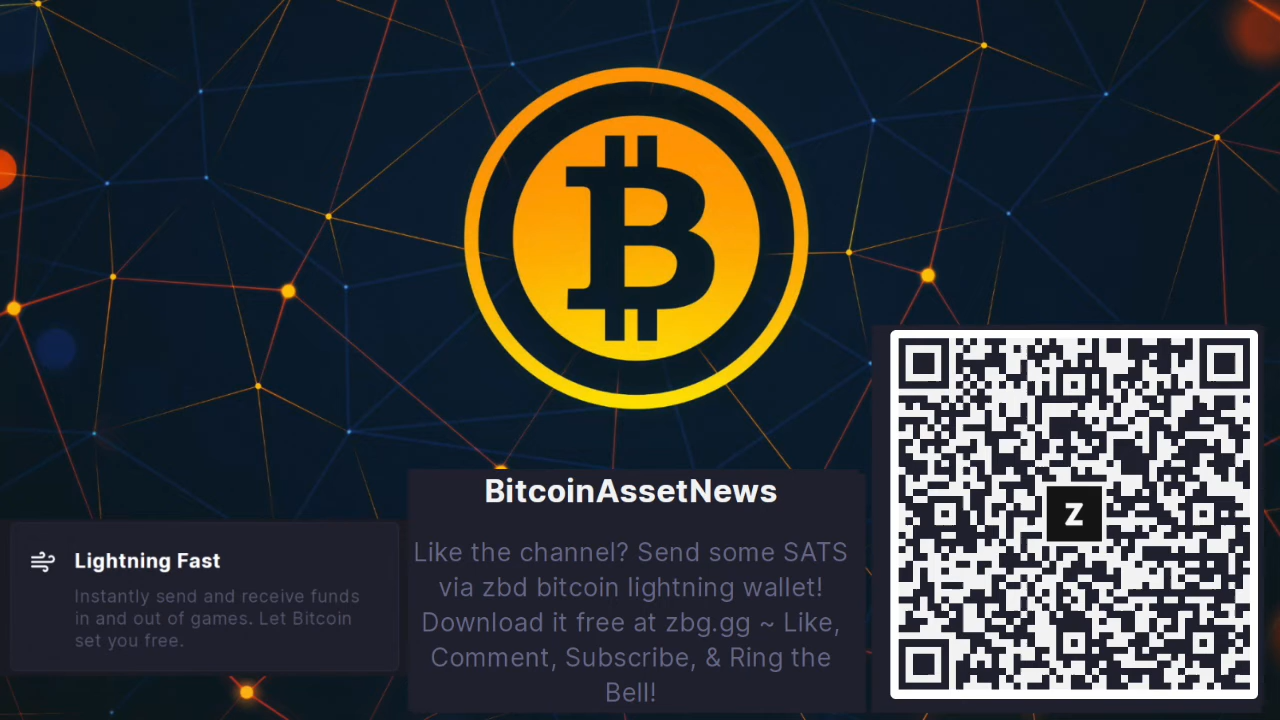 BitcoinAssetNews
Like the channel? Send some SATS
via zbd bitcoin lightning wallet!
Download it free at zbg.gg ~ Like,
Comment, Subscribe, & Ring the
Bell!
Lightning Fast
Instantly send and receive funds
in and out of games. Let Bitcoin
set you free.
Z